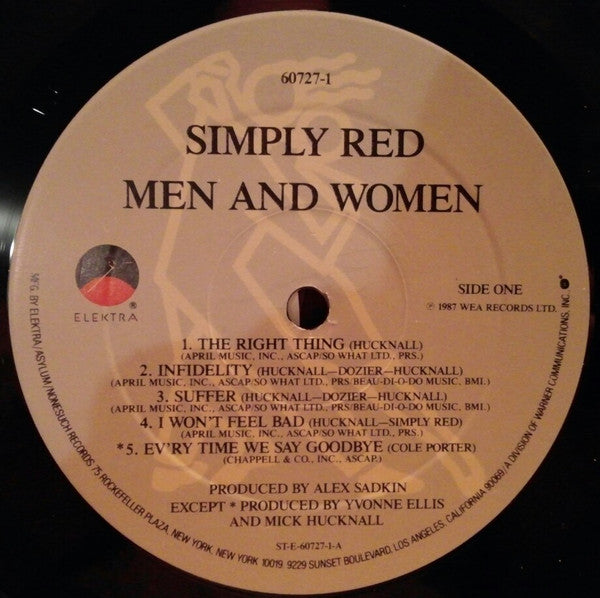 60727-1
SIMPLY RED
MEN AND WOMEN
ELEKTRA ®
SIDE ONE
℗ 1987 WEA RECORDS LTD.
1. THE RIGHT THING (HUCKNALL)
(APRIL MUSIC, INC., ASCAP/SO WHAT LTD., PRS.)
2. INFIDELITY (HUCKNALL—DOZIER—HUCKNALL)
(APRIL MUSIC, INC., ASCAP/SO WHAT LTD., PRS/BEAU-DI-O-DO MUSIC, BMI.)
3. SUFFER (HUCKNALL—DOZIER—HUCKNALL)
(APRIL MUSIC, INC., ASCAP/SO WHAT LTD., PRS/BEAU-DI-O-DO MUSIC, BMI.)
4. I WON'T FEEL BAD (HUCKNALL—SIMPLY RED)
(APRIL MUSIC, INC., ASCAP/SO WHAT LTD., PRS.)
*5. EV'RY TIME WE SAY GOODBYE (COLE PORTER)
(CHAPPELL & CO., INC., ASCAP.)
PRODUCED BY ALEX SADKIN
EXCEPT * PRODUCED BY YVONNE ELLIS
AND MICK HUCKNALL
ST-E-60727-1-A
MFG. BY ELEKTRA/ASYLUM/NONESUCH RECORDS 75 ROCKEFELLER PLAZA, NEW YORK, NEW YORK 10019. 9229 SUNSET BOULEVARD, LOS ANGELES, CALIFORNIA 90069/A DIVISION OF WARNER COMMUNICATIONS, INC.